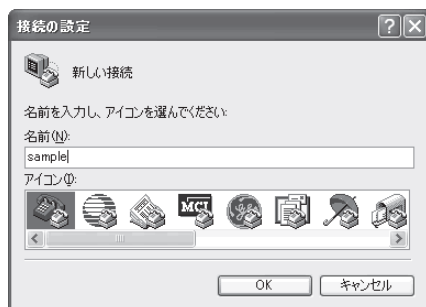 接続の設定
新しい接続
名前を入力し、アイコンを選んでください:
名前(N):
sample
アイコン(I):
MCI
OK
キャンセル